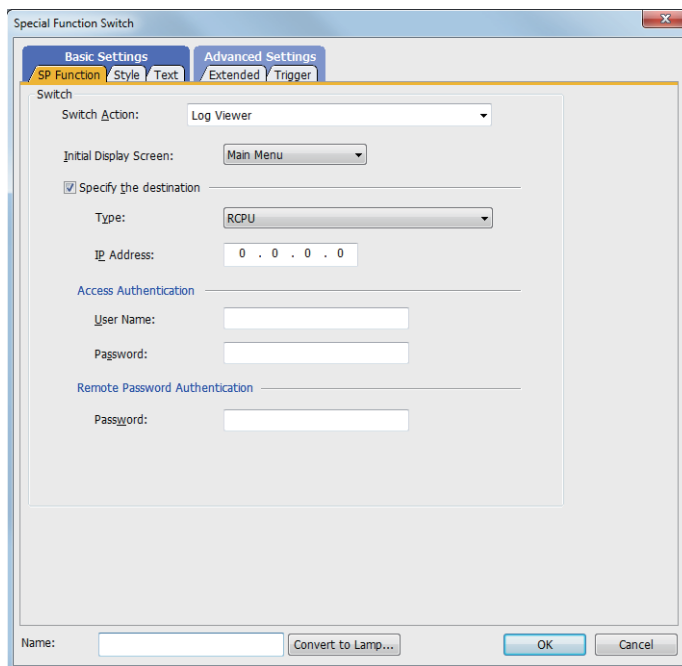 Special Function Switch
Basic Settings Advanced Settings
SP Function Style Text Extended Trigger
Switch
Switch Action: Log Viewer
Initial Display Screen: Main Menu
Specify the destination
Type: RCPU
IP Address: 0 . 0 . 0 . 0
Access Authentication
User Name:
Password:
Remote Password Authentication
Password:
Name: Convert to Lamp... OK Cancel